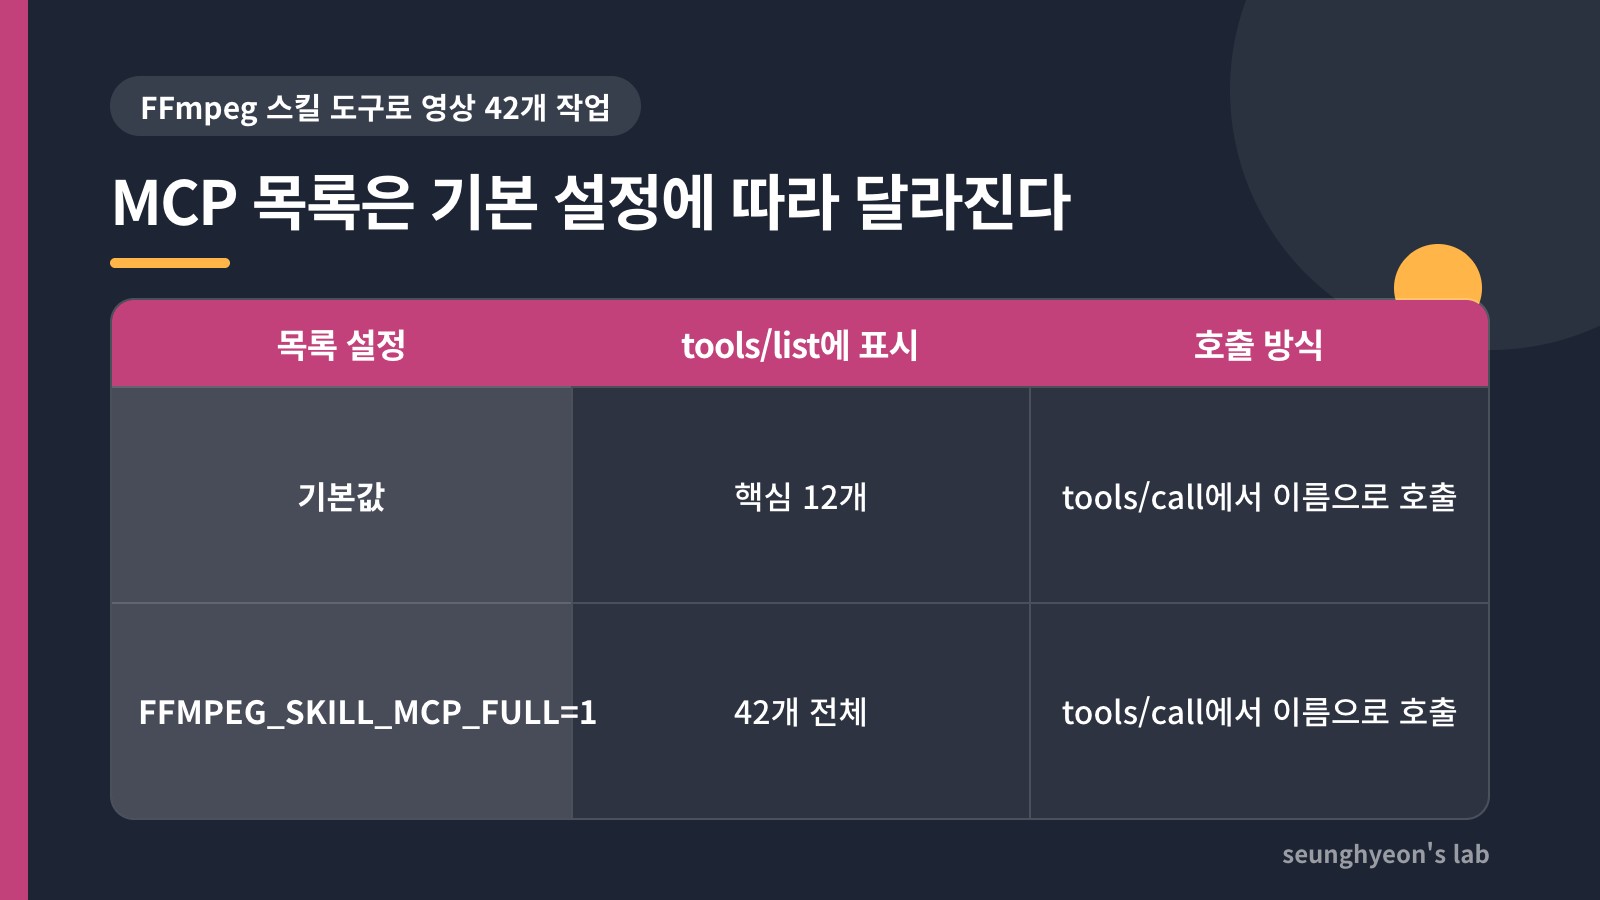 FFmpeg 스킬 도구로 영상 42개 작업
MCP 목록은 기본 설정에 따라 달라진다
목록 설정
tools/list에 표시
호출 방식
기본값
핵심 12개
tools/call에서 이름으로 호출
FFMPEG_SKILL_MCP_FULL=1
42개 전체
tools/call에서 이름으로 호출
seunghyeon's lab